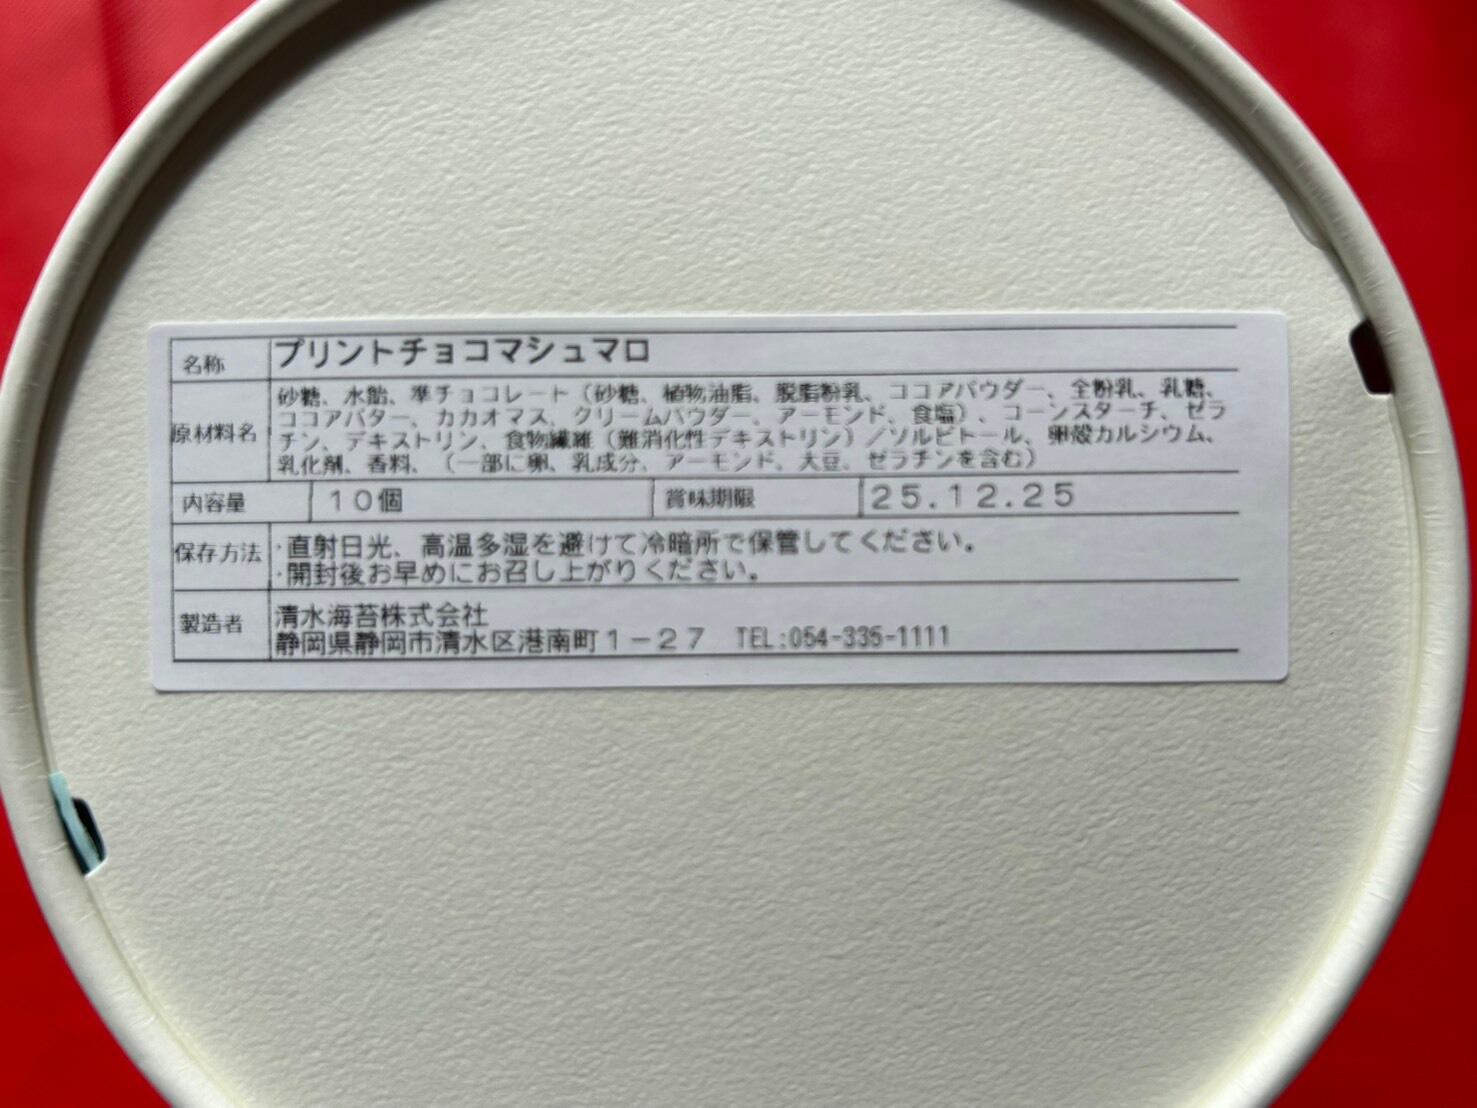 名称 プリントチョコマシュマロ
原材料名 砂糖、水飴、準チョコレート（砂糖、植物油脂、脱脂粉乳、ココアパウダー、全粉乳、乳糖、
ココアバター、カカオマス、クリームパウダー、アーモンド、食塩）、コーンスターチ、ゼラ
チン、デキストリン、食物繊維（難消化性デキストリン）／ソルビトール、卵殻カルシウム、
乳化剤、香料、（一部に卵、乳成分、アーモンド、大豆、ゼラチンを含む）
内容量 １０個 賞味期限 25.12.25
保存方法 ・直射日光、高温多湿を避けて冷暗所で保管してください。
・開封後お早めにお召し上がりください。
製造者 清水海苔株式会社
静岡県静岡市清水区港南町１－２７ TEL:054-335-1111